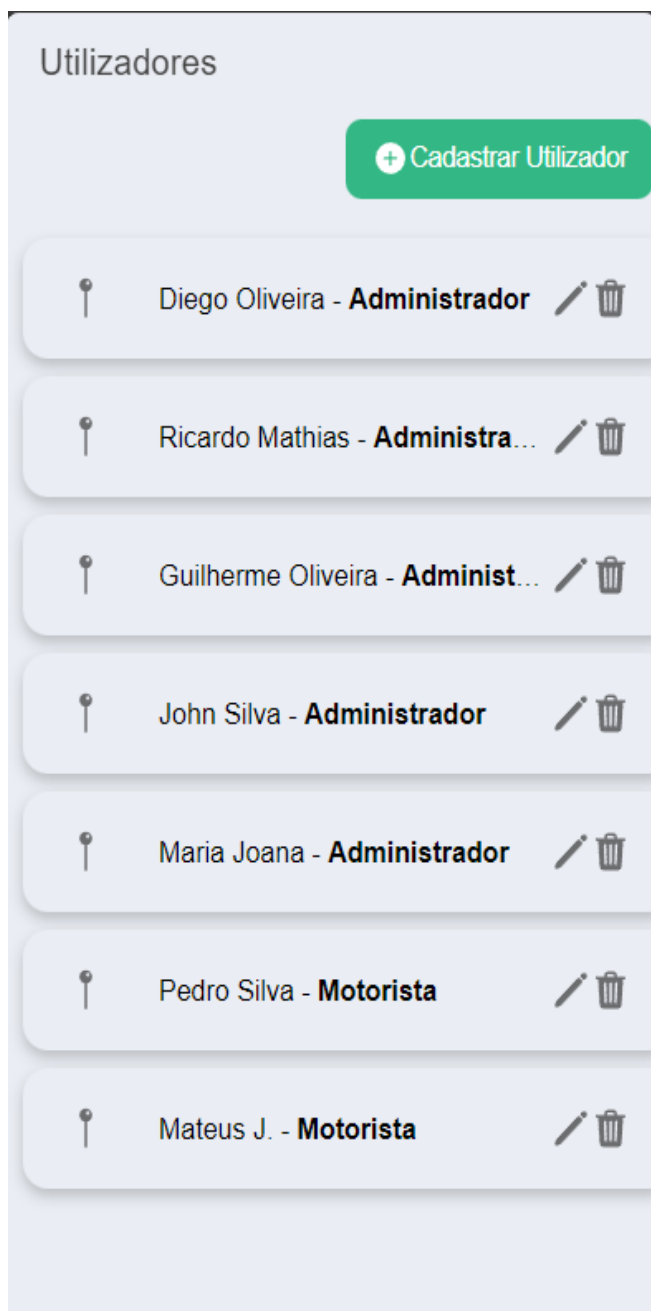 Utilizadores
Cadastrar Utilizador
Diego Oliveira - Administrador
Ricardo Mathias - Administra...
Guilherme Oliveira - Administ...
John Silva - Administrador
Maria Joana - Administrador
Pedro Silva - Motorista
Mateus J. - Motorista